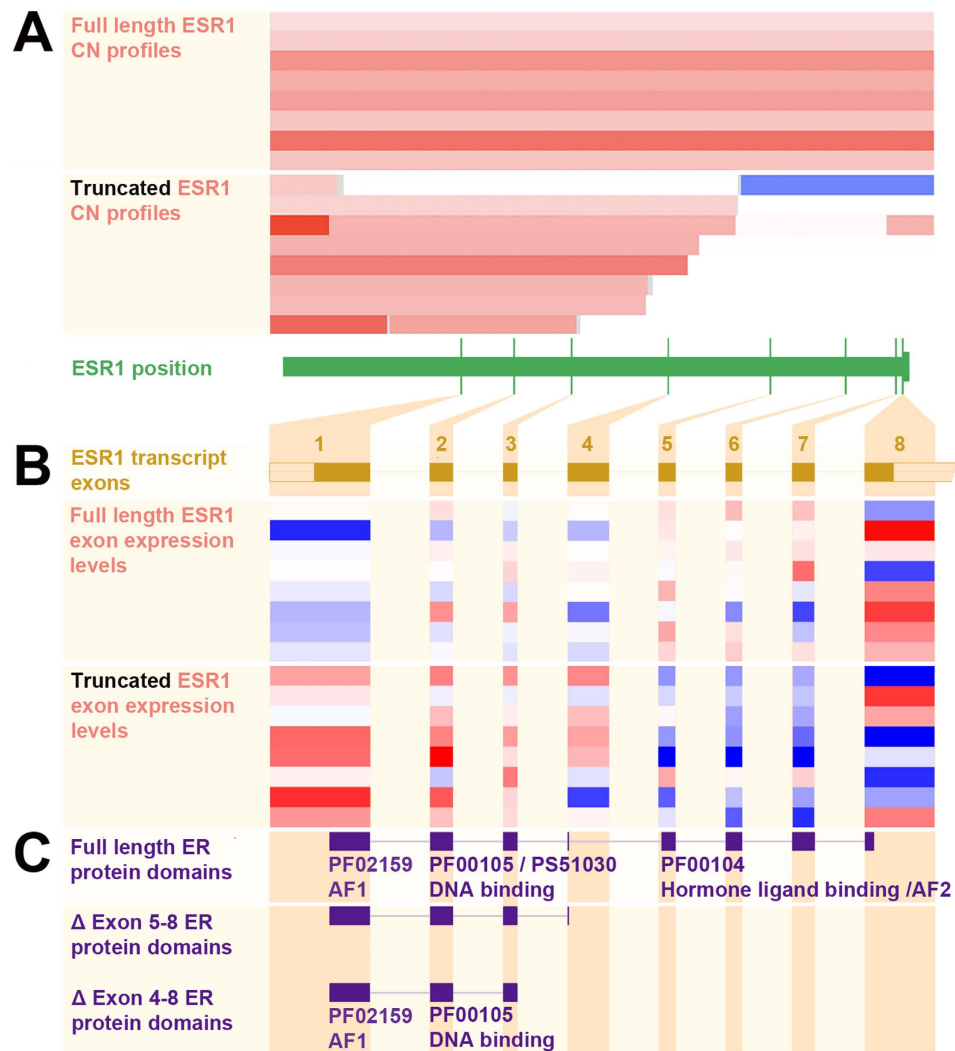 A
Full length ESR1
CN profiles
Truncated ESR1
CN profiles
ESR1 position
B
1 2 3 4 5 6 7 8
ESR1 transcript
exons
Full length ESR1
exon expression
levels
Truncated ESR1
exon expression
levels
C
Full length ER
protein domains
PF02159 PF00105 / PS51030 PF00104
AF1 DNA binding Hormone ligand binding /AF2
Δ Exon 5-8 ER
protein domains
Δ Exon 4-8 ER
protein domains
PF02159 PF00105
AF1 DNA binding